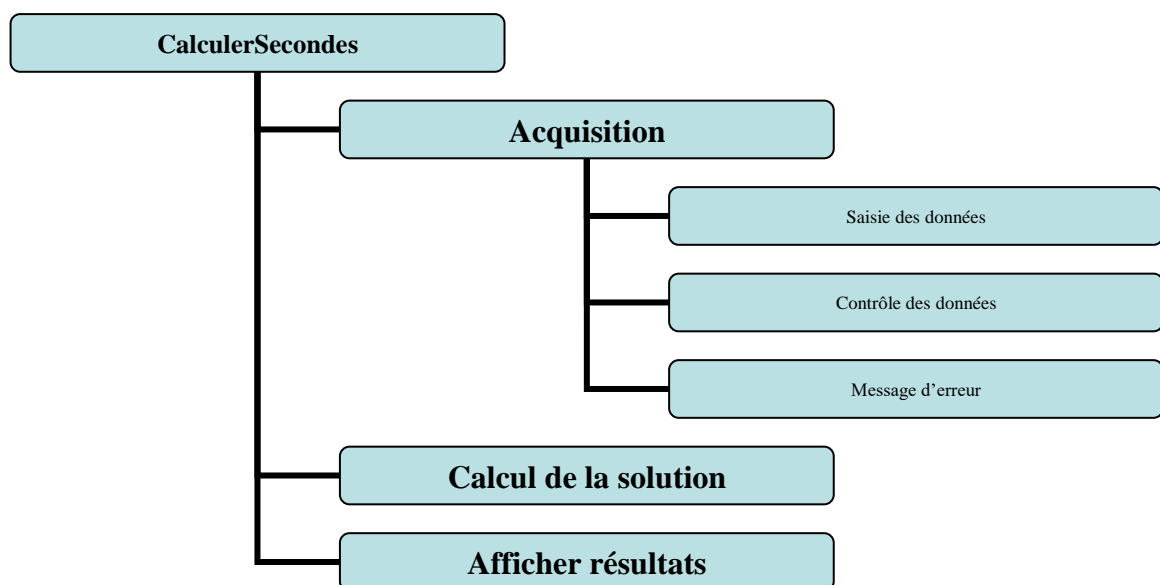 CalculerSecondes
Acquisition
Saisie des données
Contrôle des données
Message d’erreur
Calcul de la solution
Afficher résultats